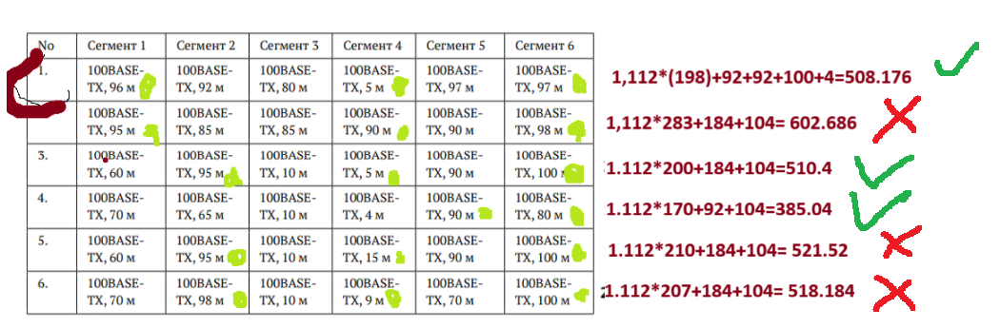 No Сегмент 1 Сегмент 2 Сегмент 3 Сегмент 4 Сегмент 5 Сегмент 6
1. 100BASE- 100BASE- 100BASE- 100BASE- 100BASE- 100BASE-
TX, 96 м TX, 92 м TX, 80 м TX, 5 м TX, 97 м TX, 97 м
1,112*(198)+92+92+100+4=508.176
100BASE- 100BASE- 100BASE- 100BASE- 100BASE- 100BASE-
TX, 95 м TX, 85 м TX, 85 м TX, 90 м TX, 90 м TX, 98 м
1,112*283+184+104= 602.686
3. 100BASE- 100BASE- 100BASE- 100BASE- 100BASE- 100BASE-
TX, 60 м TX, 95 м TX, 10 м TX, 5 м TX, 90 м TX, 100 м
1.112*200+184+104=510.4
4. 100BASE- 100BASE- 100BASE- 100BASE- 100BASE- 100BASE-
TX, 70 м TX, 65 м TX, 10 м TX, 4 м TX, 90 м TX, 80 м
1.112*170+92+104=385.04
5. 100BASE- 100BASE- 100BASE- 100BASE- 100BASE- 100BASE-
TX, 60 м TX, 95 м TX, 10 м TX, 15 м TX, 90 м TX, 100 м
1.112*210+184+104= 521.52
6. 100BASE- 100BASE- 100BASE- 100BASE- 100BASE- 100BASE-
TX, 70 м TX, 98 м TX, 10 м TX, 9 м TX, 70 м TX, 100 м
1.112*207+184+104= 518.184